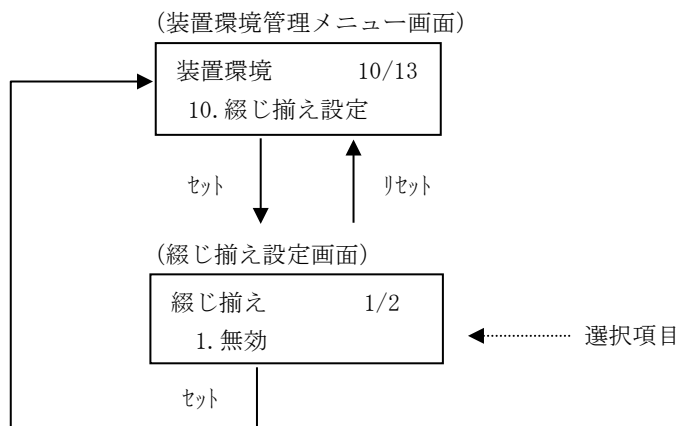 (装置環境管理メニュー画面)
装置環境 10/13
10.綴じ揃え設定
ｾｯﾄ ﾘｾｯﾄ
(綴じ揃え設定画面)
綴じ揃え 1/2
1.無効
選択項目
ｾｯﾄ